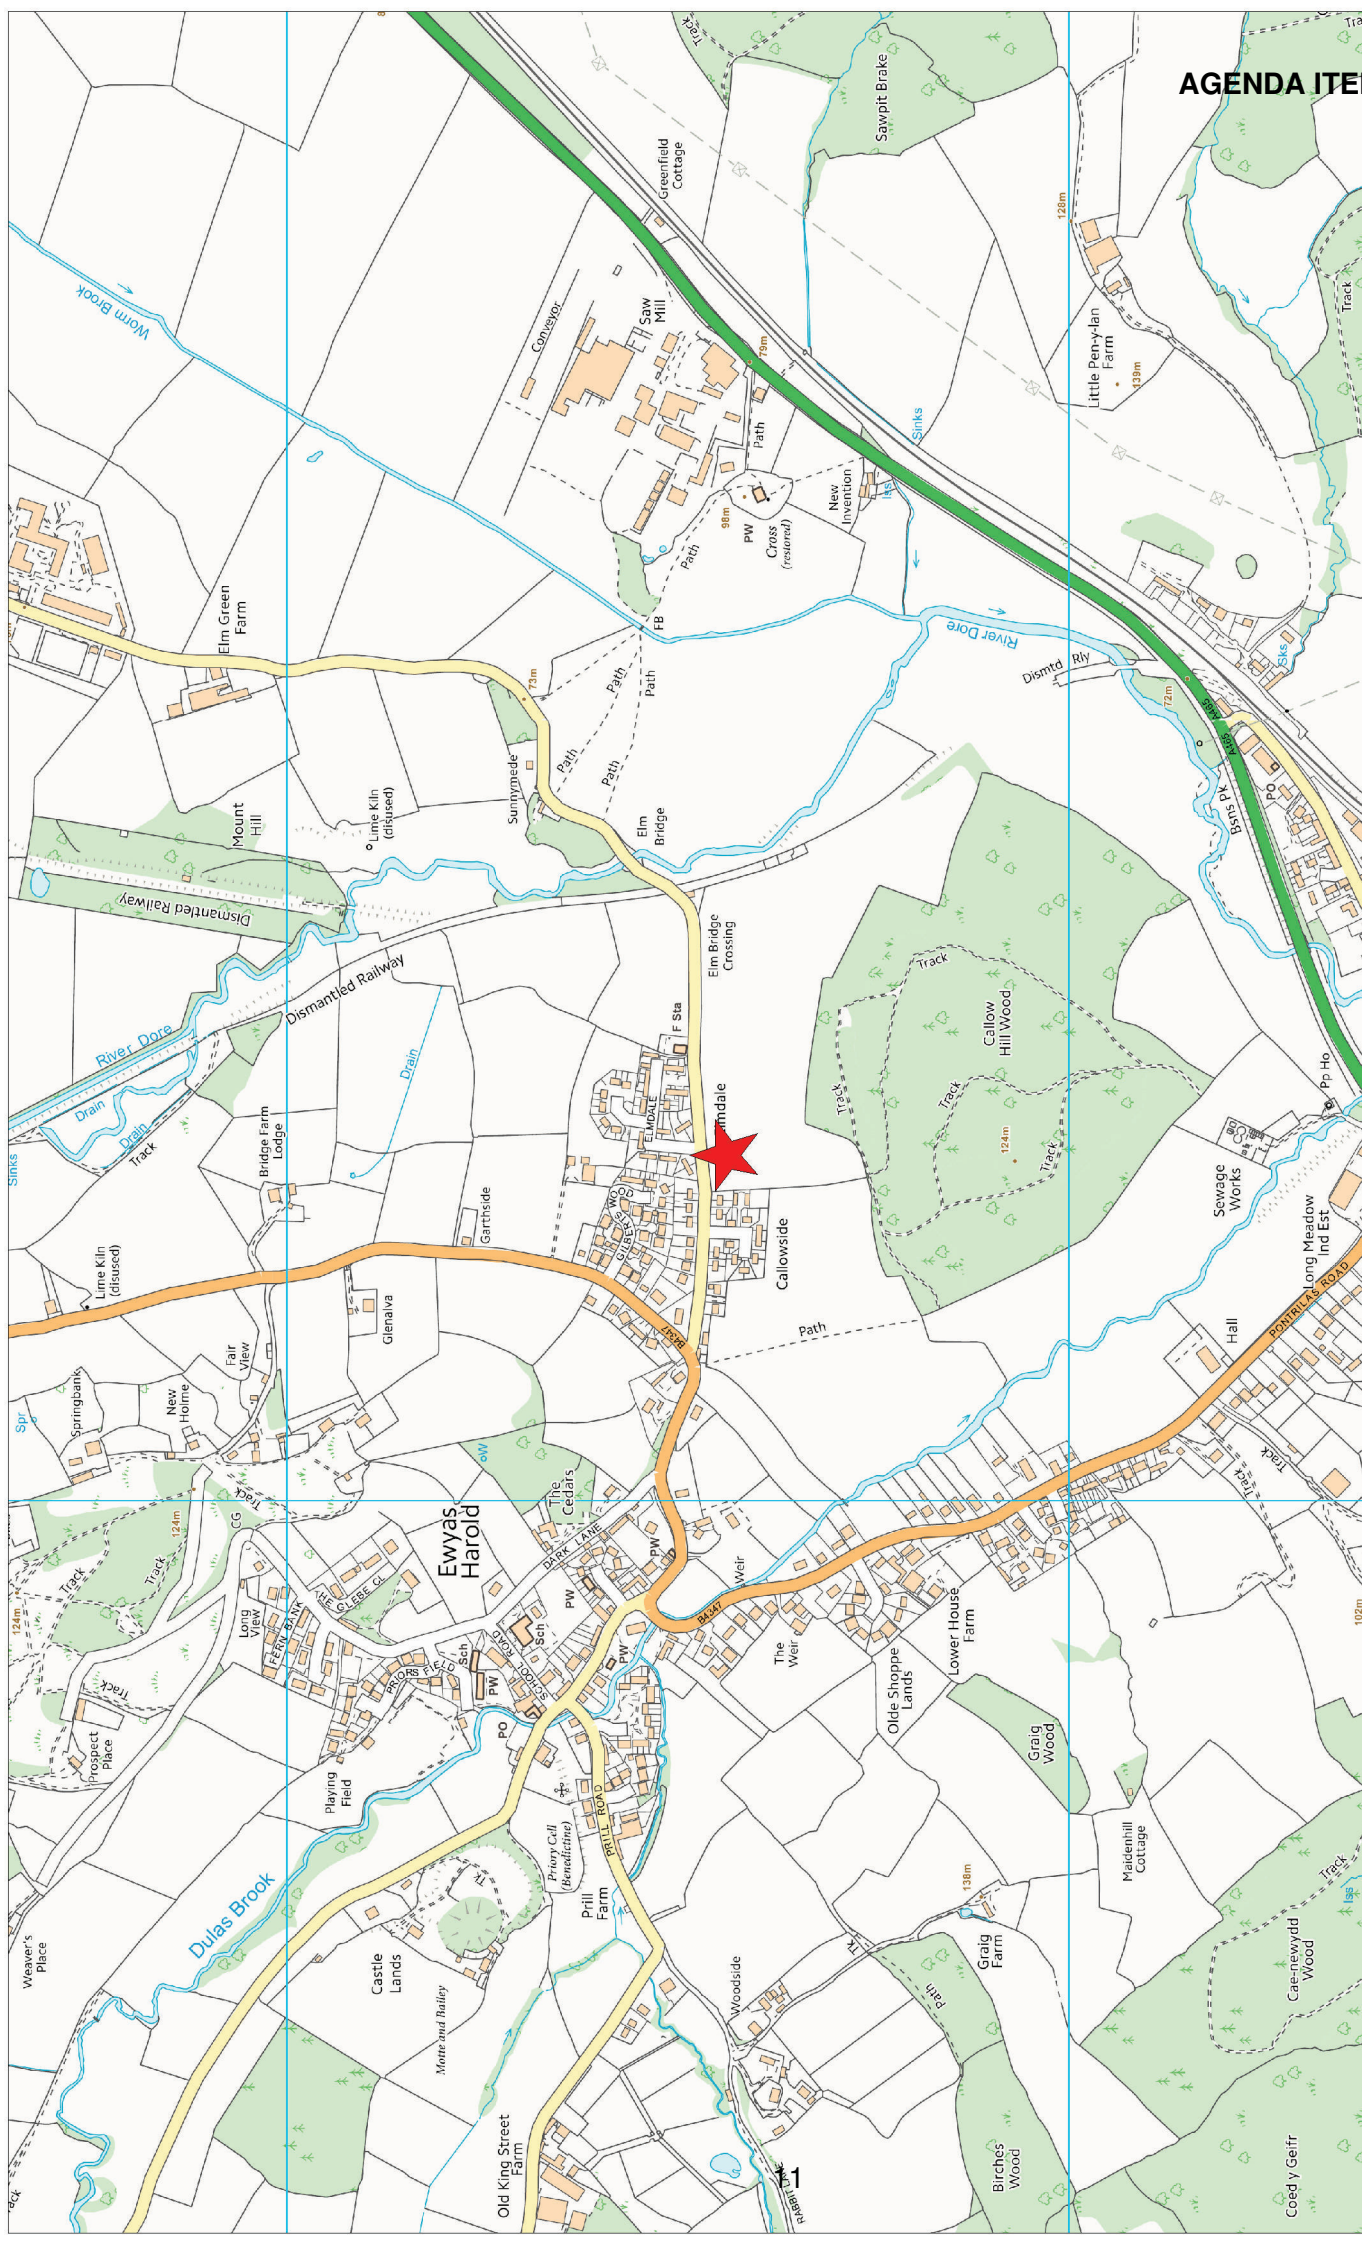 AGENDA ITE
Track
Sawpit Brake
Greenfield
Cottage
128m
Worm Brook
Conveyor
Saw
Mill
79m
Little Pen-y-lan
Farm
139m
Track
Sinks
Path
New
Invention
Iss
98m
PW
Cross
(restored)
Path
Elm Green
Farm
FB
River Dore
Path
Path
73m
Dismtd Rly
Sks
72m
A465
A465
Path
Path
Sunnymede
Bsns Pk
PO
Mount
Hill
Lime Kiln
(disused)
Elm
Bridge
Dismantled Railway
Elm Bridge
Crossing
Track
Dismantled Railway
Callow
Hill Wood
F Sta
River Dore
Drain
Drain
Drain
Track
Sinks
Bridge Farm
Lodge
ELMDALE
lmdale
Track
Track
124m
Track
Pp Ho
Sewage
Works
Garthside
GILBERTS WOOD
Callowside
Long Meadow
Ind Est
PONTRILAS ROAD
Lime Kiln
(disused)
Glenalva
Fair
View
B4347
Path
Hall
Spr
Springbank
New
Holme
W
The
Cedars
Track
Track
124m
Track
CG
Track
Ewyas
Harold
DARK LANE
PW
124m
Track
THE GLEBE CL
Long
View
FERN BANK
PW
Sch
SCHOOL ROAD
Sch
PW
PRIORS FIELD
PW
Weir
B4347
The
Weir
Lower House
Farm
Olde Shoppe
Lands
102m
Track
Prospect
Place
PO
Playing
Field
Graig
Wood
PRILL ROAD
Priory Cell
(Benedictine)
Maidenhill
Cottage
Dulas Brook
Tk
Prill
Farm
138m
Track
Iss
Weaver's
Place
Castle
Lands
Graig
Farm
Tk
Cae-newydd
Wood
Motte and Bailey
Woodside
Path
Old King Street
Farm
Birches
Wood
Coed y Geifr
11